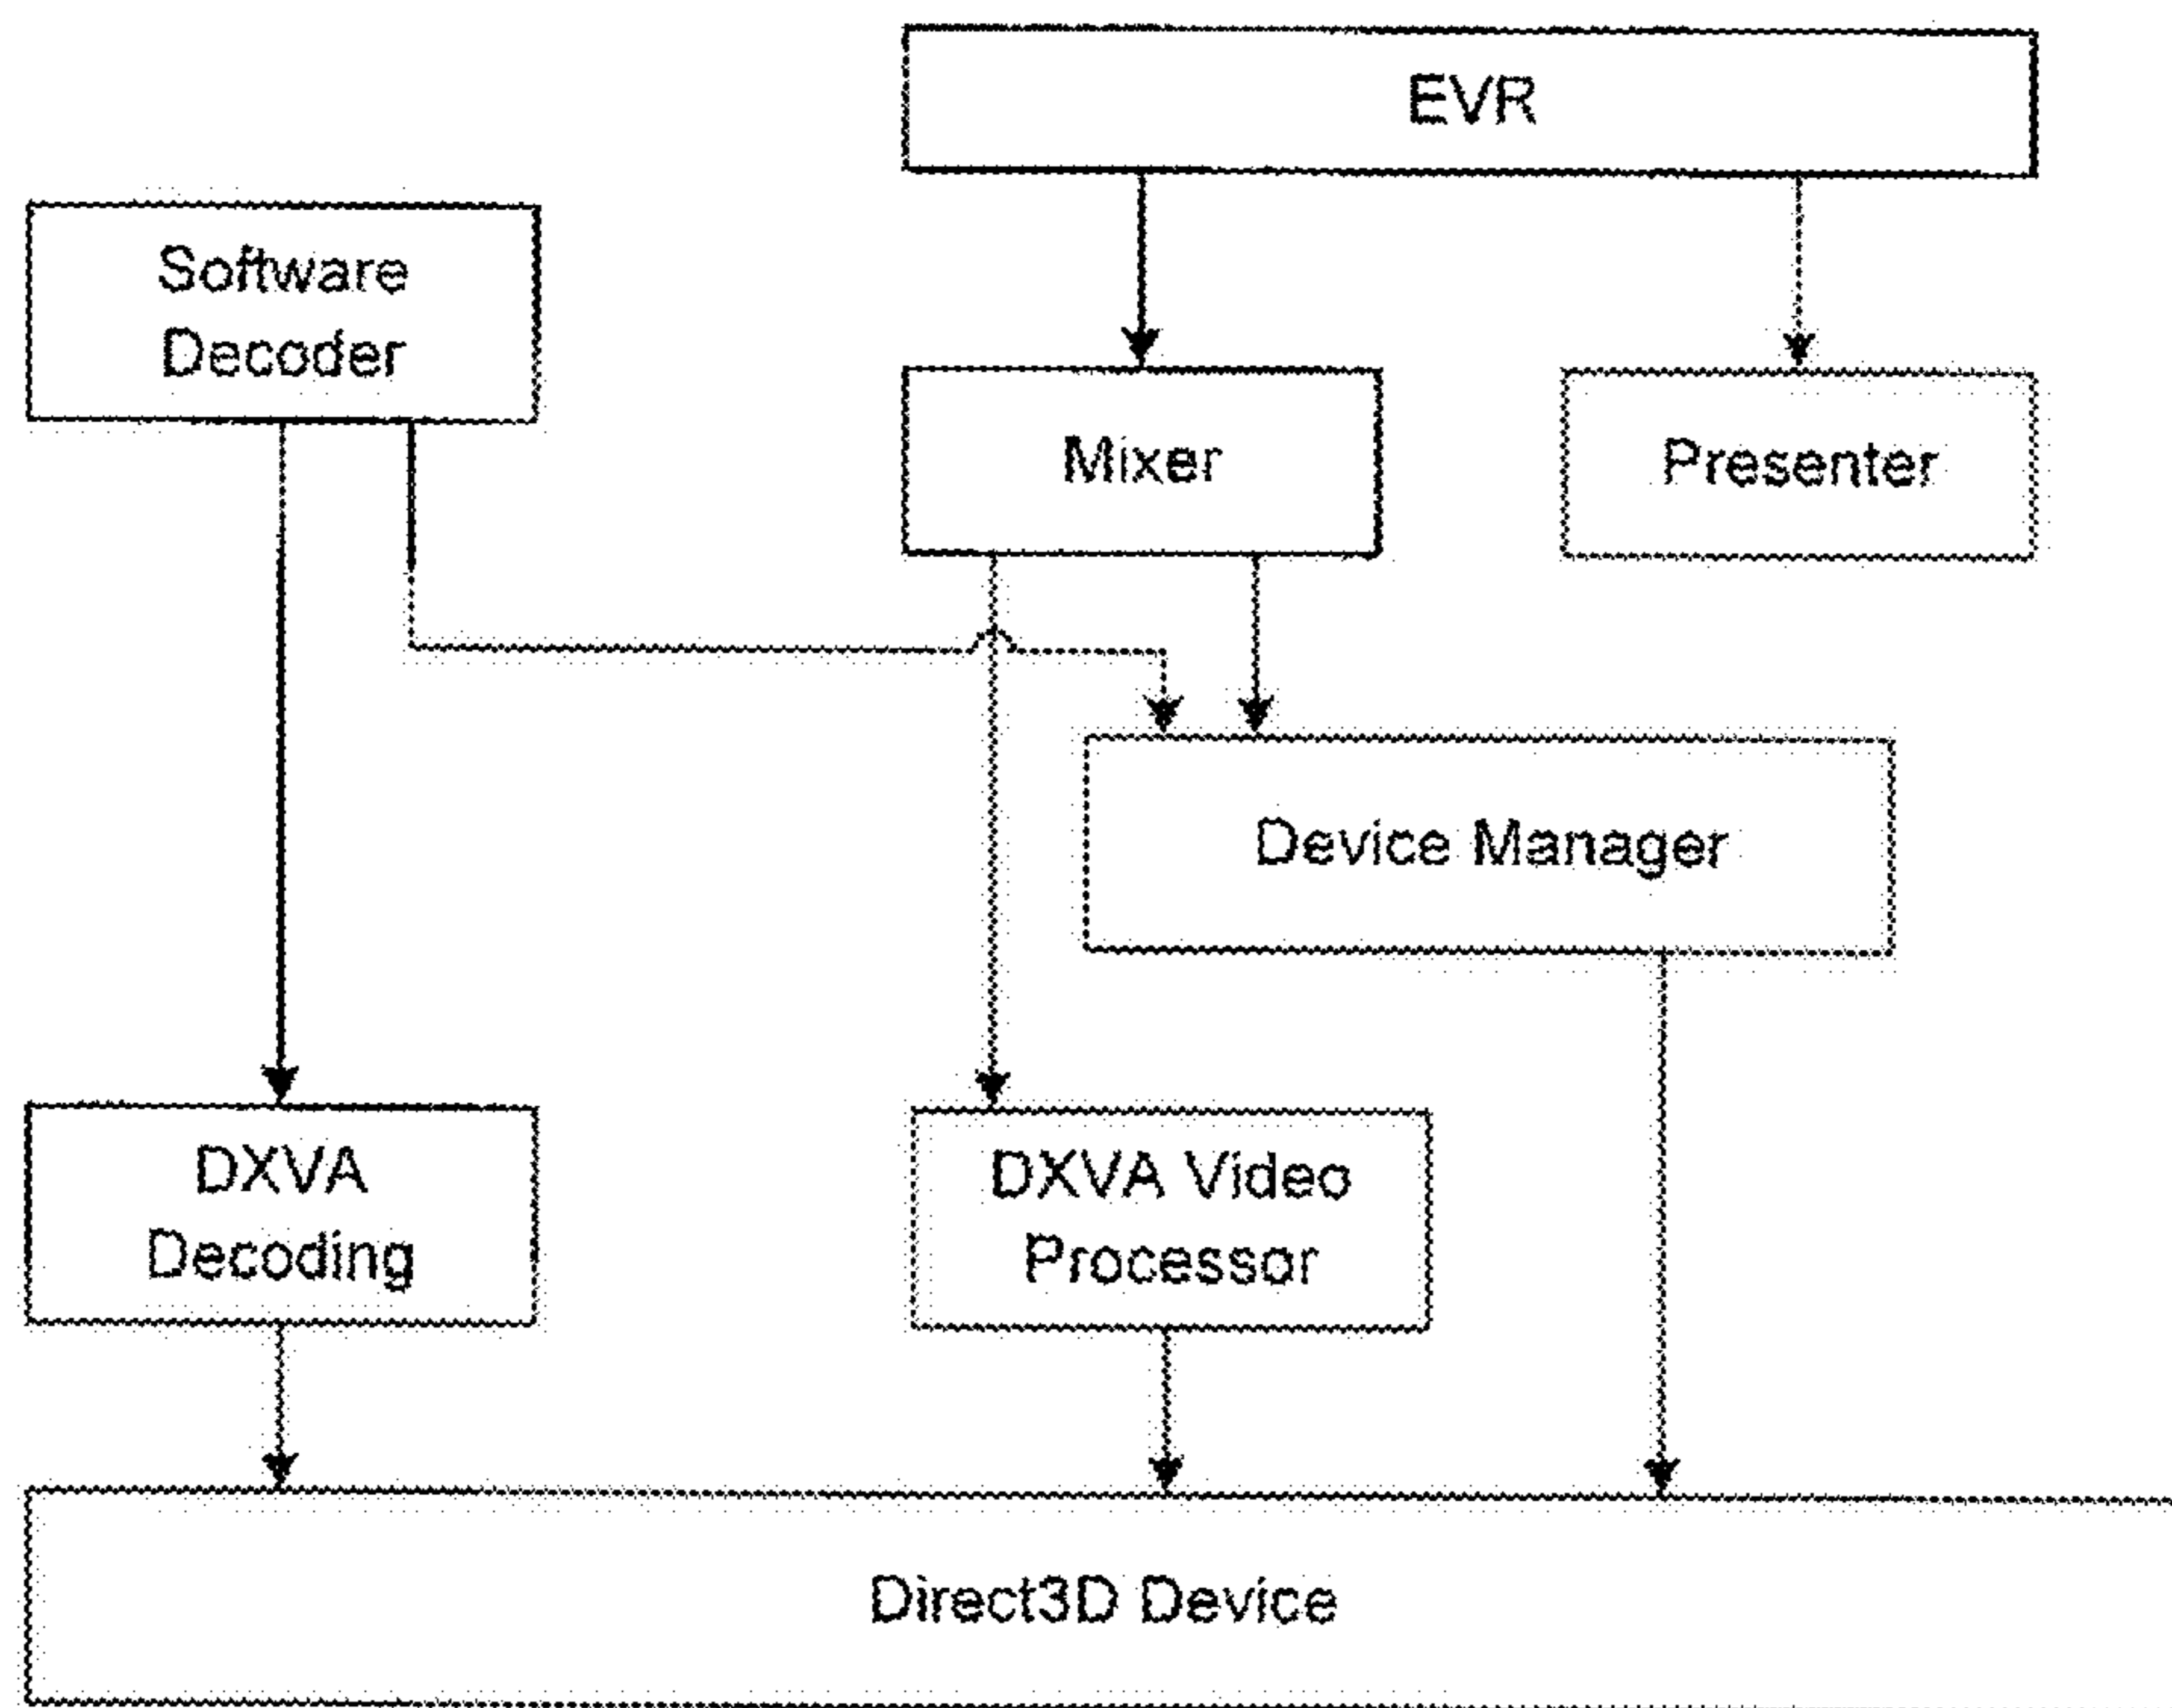 EVR
Software
Decoder
Mixer
Presenter
Device Manager
DXVA
Decoding
DXVA Video
Processor
Direct3D Device